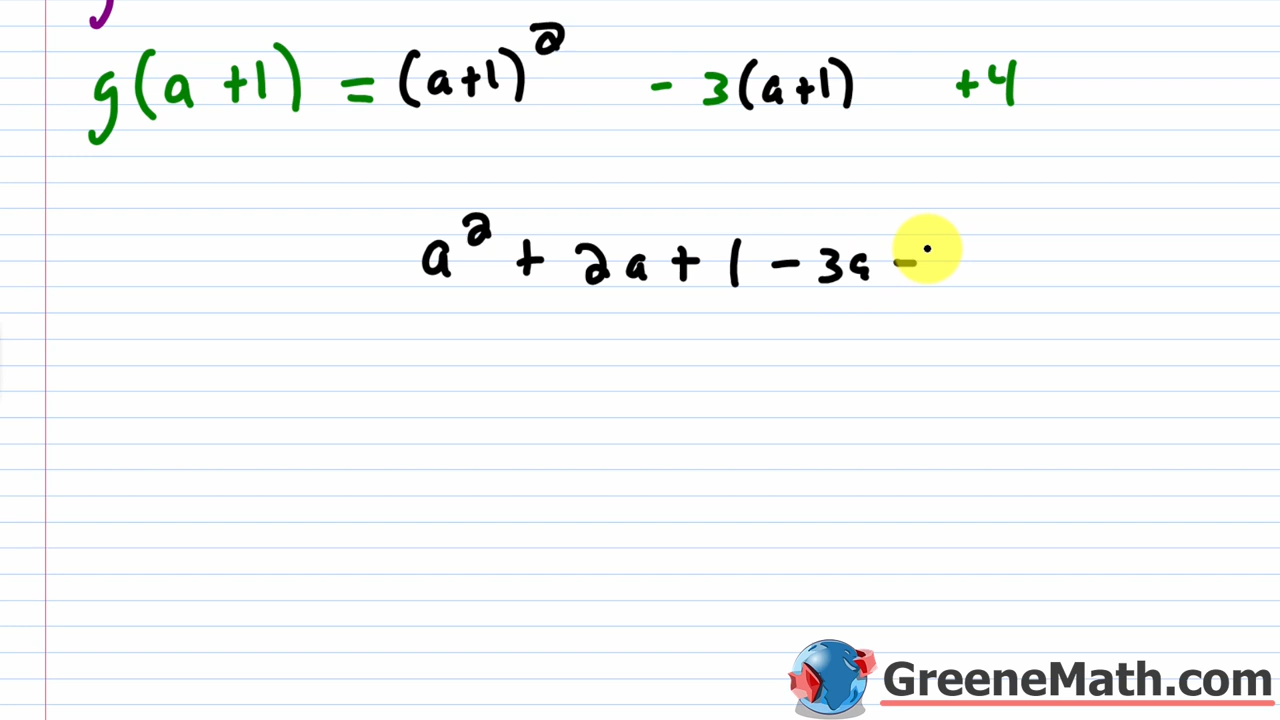 g(a+1) = (a+1)² - 3(a+1) +4
a² + 2a + 1 - 3a -
GreeneMath.com